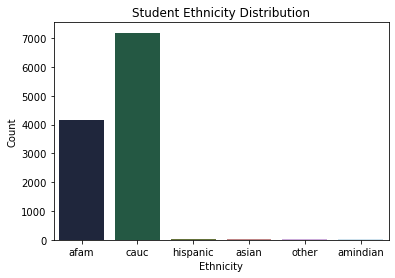 Student Ethnicity Distribution
7000
6000
5000
4000
3000
2000
1000
0
Count
afam cauc hispanic asian other amindian
Ethnicity